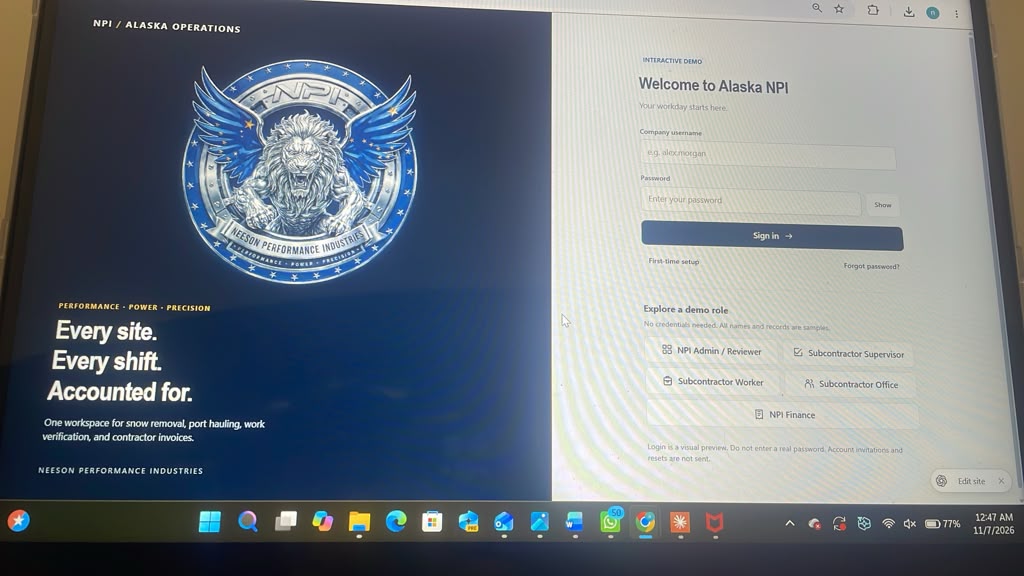 NPI / ALASKA OPERATIONS
NPI
NEESON PERFORMANCE INDUSTRIES
PERFORMANCE • POWER • PRECISION
PERFORMANCE • POWER • PRECISION
Every site.
Every shift.
Accounted for.
One workspace for snow removal, port hauling, work
verification, and contractor invoices.
NEESON PERFORMANCE INDUSTRIES
INTERACTIVE DEMO
Welcome to Alaska NPI
Your workday starts here.
Company username
e.g. alex.morgan
Password
Enter your password
Show
Sign in →
First-time setup
Forgot password?
Explore a demo role
No credentials needed. All names and records are samples.
NPI Admin / Reviewer
Subcontractor Supervisor
Subcontractor Worker
Subcontractor Office
NPI Finance
Login is a visual preview. Do not enter a real password. Account invitations and
resets are not sent.
Edit site
PRE
50
77%
12:47 AM
11/7/2026